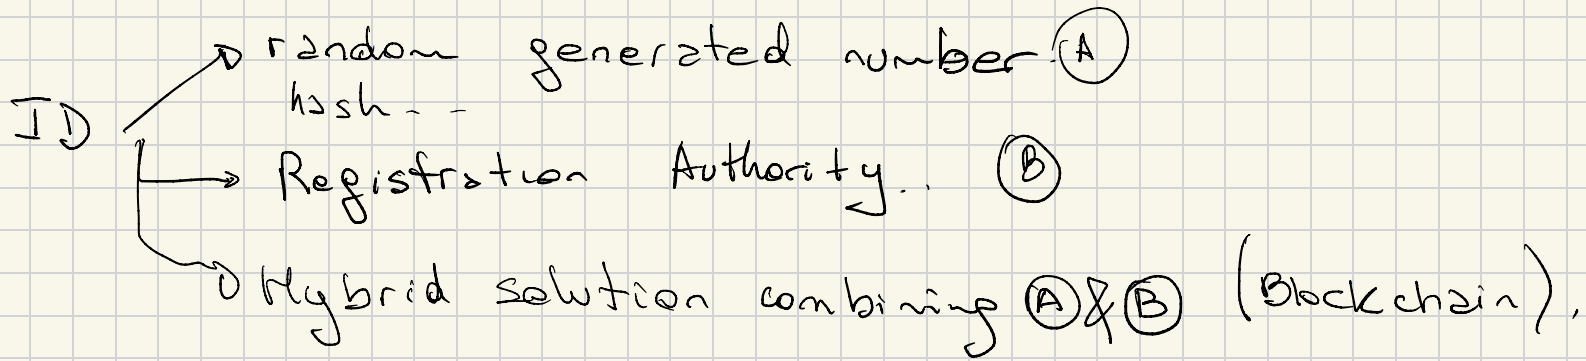 random generated number. A
hash - -
ID
Registration Authority.. B
Hybrid solution combining A & B (Blockchain).